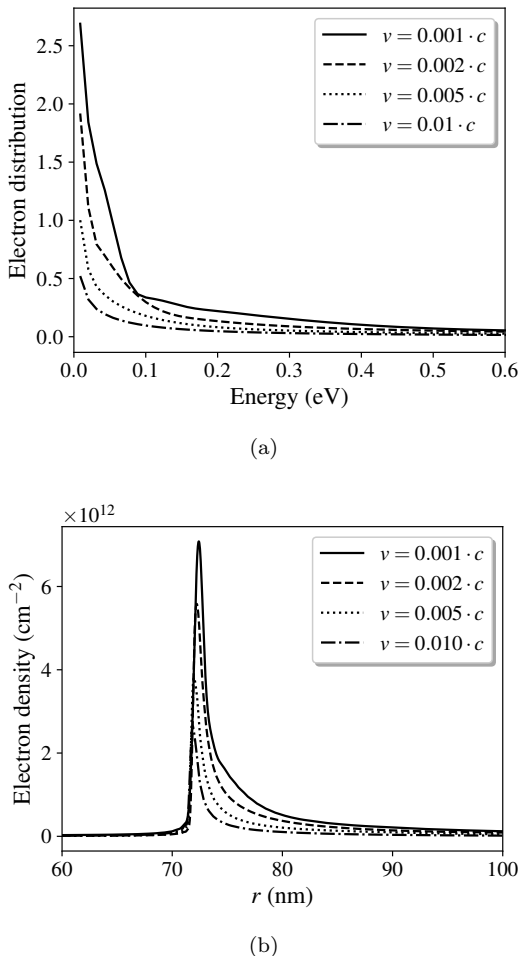 2.5
2.0
1.5
1.0
0.5
0.0
Electron distribution
v = 0.001 · c
v = 0.002 · c
v = 0.005 · c
v = 0.01 · c
0.0 0.1 0.2 0.3 0.4 0.5 0.6
Energy (eV)
(a)
×10¹²
6
4
2
0
Electron density (cm⁻²)
v = 0.001 · c
v = 0.002 · c
v = 0.005 · c
v = 0.010 · c
60 70 80 90 100
r (nm)
(b)